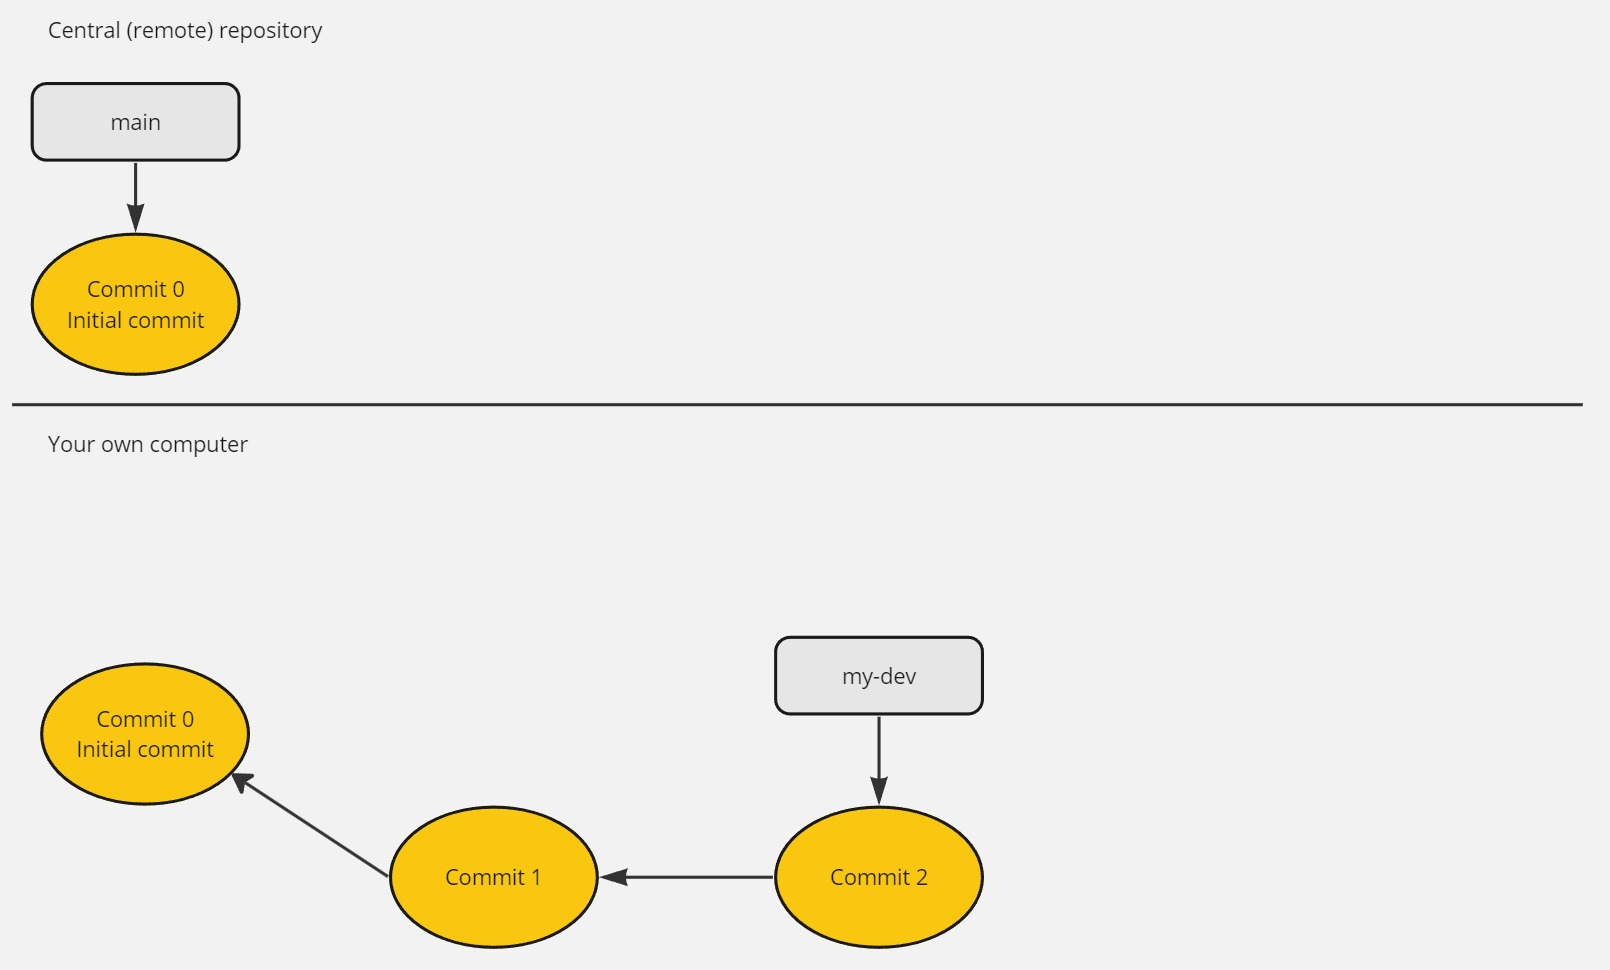 Central (remote) repository
main
Commit 0
Initial commit
Your own computer
my-dev
Commit 0
Initial commit
Commit 1
Commit 2